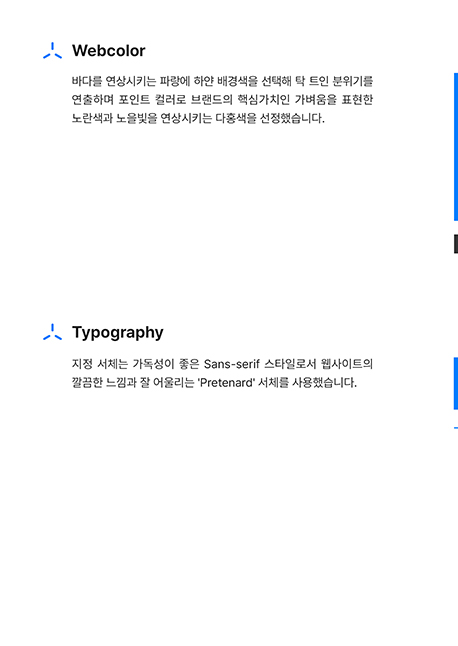 Webcolor
바다를 연상시키는 파랑에 하얀 배경색을 선택해 탁 트인 분위기를
연출하며 포인트 컬러로 브랜드의 핵심가치인 가벼움을 표현한
노란색과 노을빛을 연상시키는 다홍색을 선정했습니다.
Typography
지정 서체는 가독성이 좋은 Sans-serif 스타일로서 웹사이트의
깔끔한 느낌과 잘 어울리는 'Pretenard' 서체를 사용했습니다.